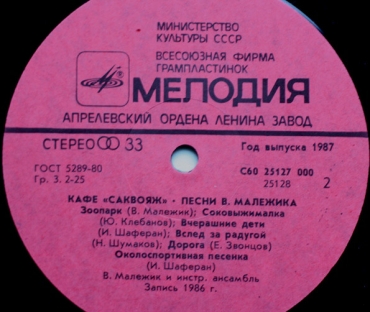 МИНИСТЕРСТВО
КУЛЬТУРЫ СССР
ВСЕСОЮЗНАЯ ФИРМА
ГРАМПЛАСТИНОК
МЕЛОДИЯ
АПРЕЛЕВСКИЙ ОРДЕНА ЛЕНИНА ЗАВОД
СТЕРЕО 33
Год выпуска 1987
ГОСТ 5289-80
Гр. 3. 2-25
С60 25127 000
25128 2
КАФЕ «САКВОЯЖ» · ПЕСНИ В. МАЛЕЖИКА
Зоопарк (В. Малежик); Соковыжималка
(Ю. Клебанов); Вчерашние дети
(И. Шаферан); Вслед за радугой
(Н. Шумаков); Дорога (Е. Звонцов)
Околоспортивная песенка
(И. Шаферан)
В. Малежик и инстр. ансамбль
Запись 1986 г.